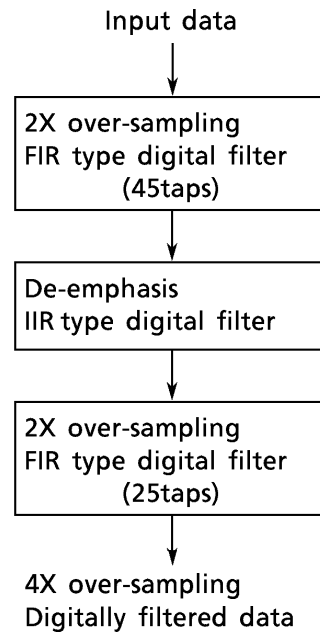 Input data
2X over-sampling
FIR type digital filter
(45taps)
De-emphasis
IIR type digital filter
2X over-sampling
FIR type digital filter
(25taps)
4X over-sampling
Digitally filtered data